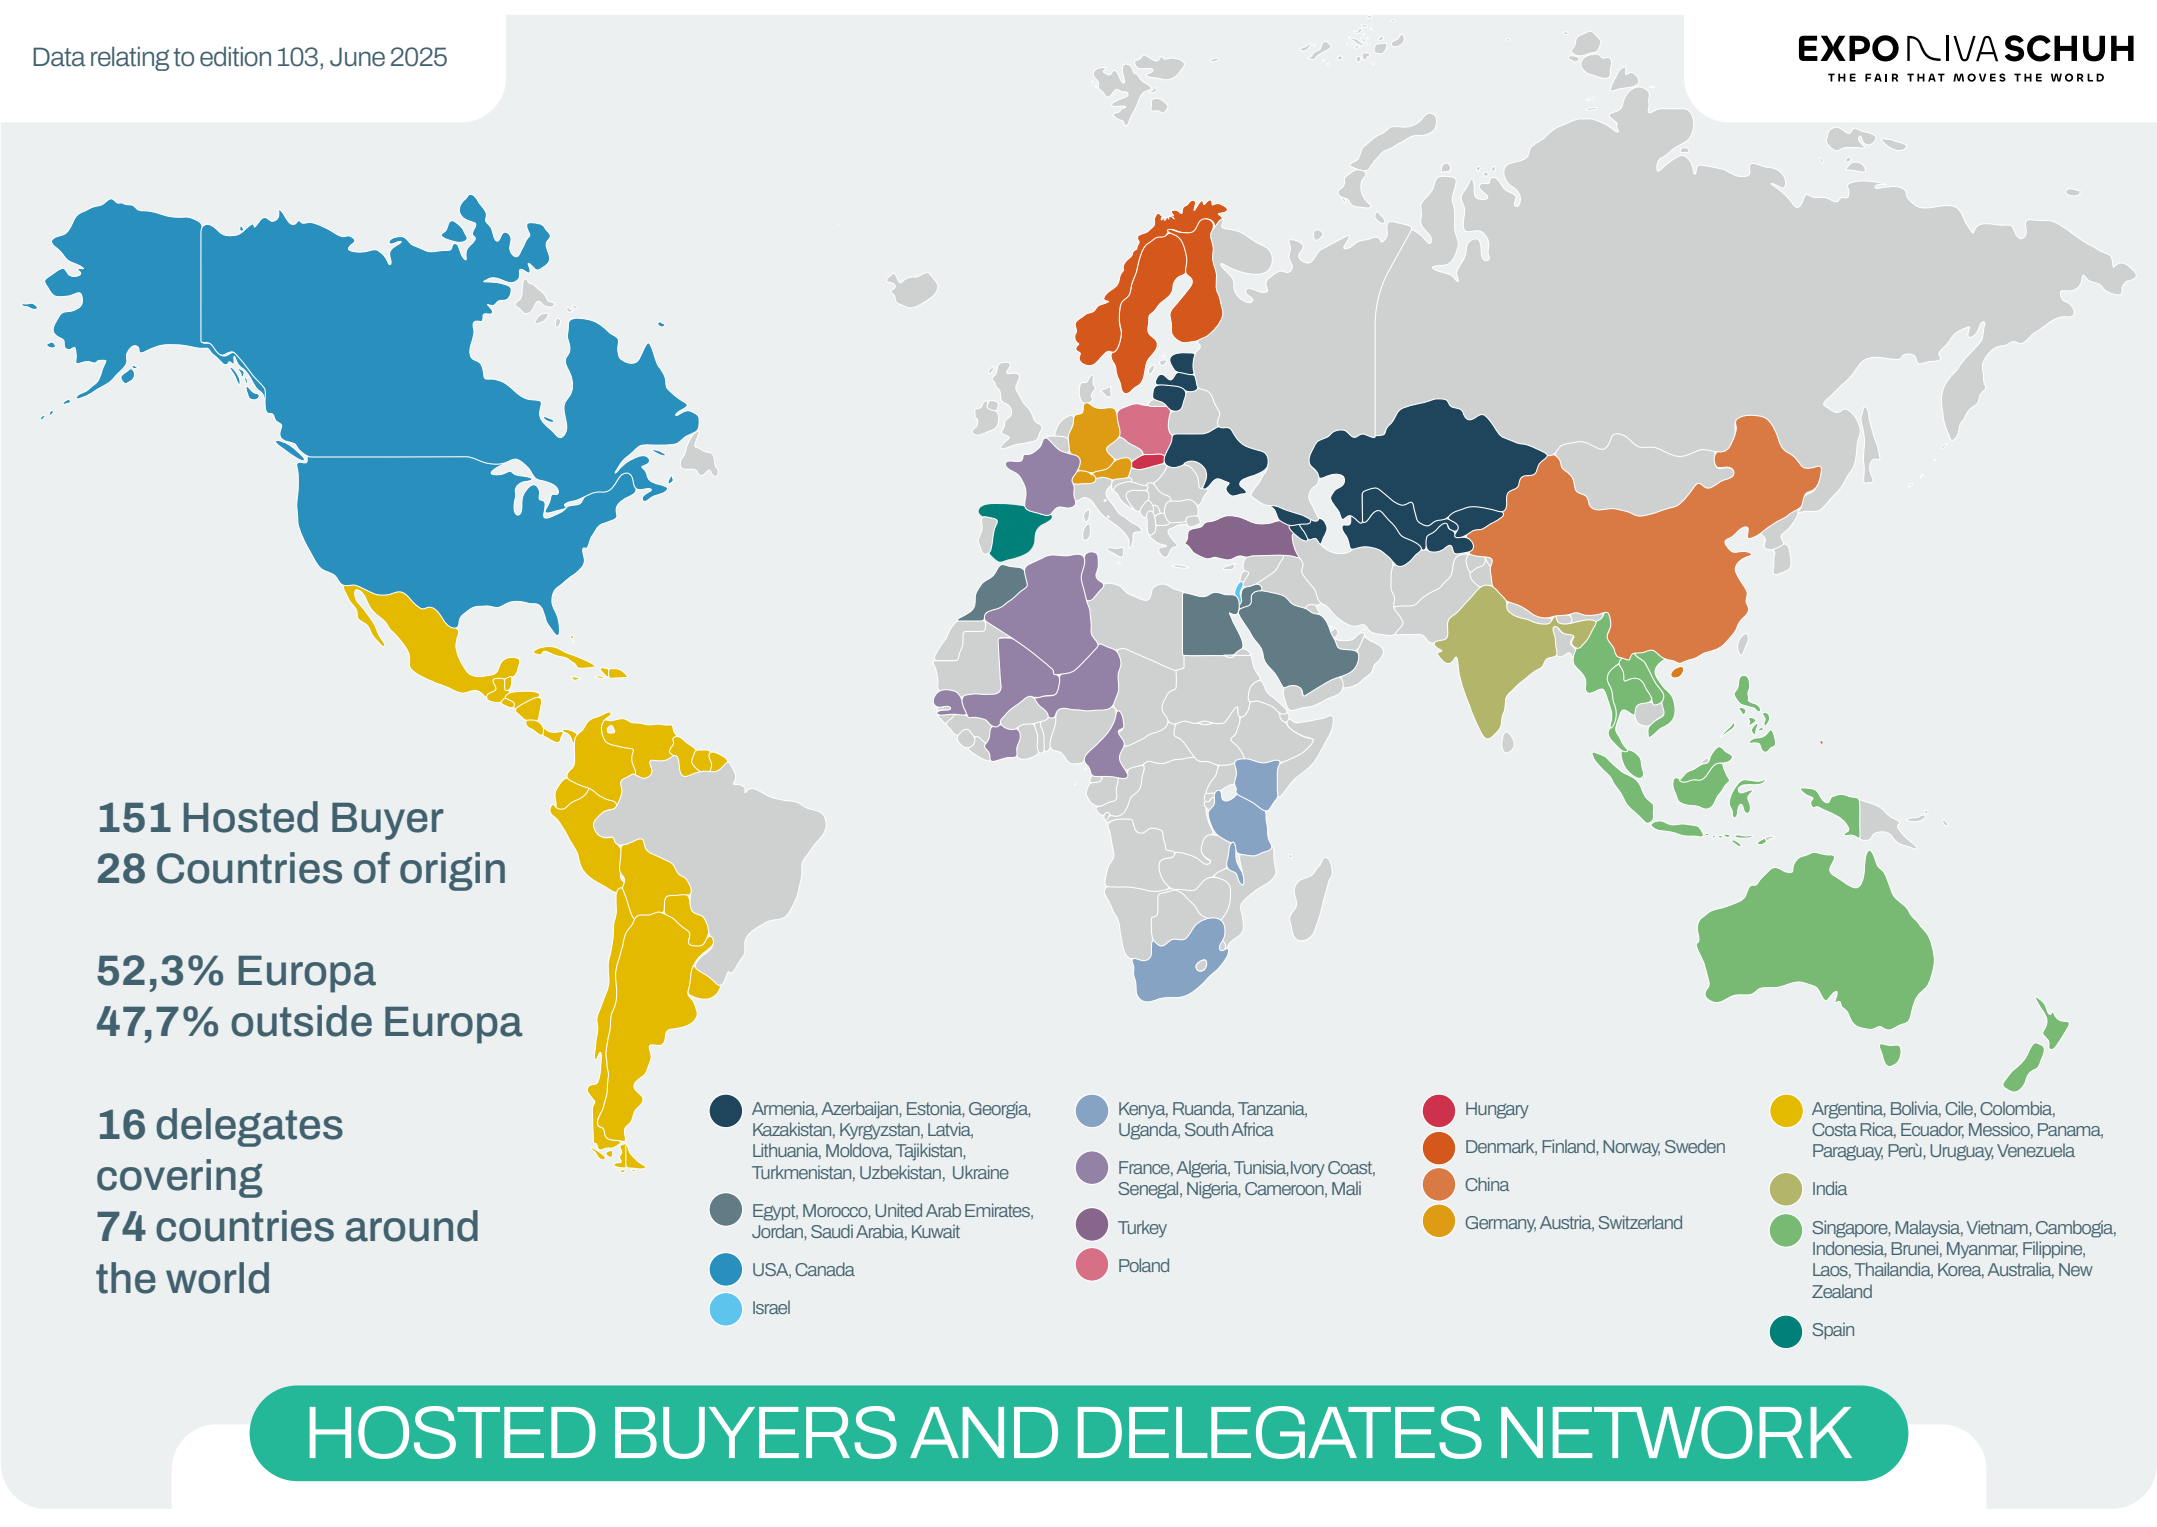 Data relating to edition 103, June 2025
EXPO RIVA SCHUH
THE FAIR THAT MOVES THE WORLD
151 Hosted Buyer
28 Countries of origin
52,3% Europa
47,7% outside Europa
16 delegates
covering
74 countries around
the world
Armenia, Azerbaijan, Estonia, Georgia,
Kazakistan, Kyrgyzstan, Latvia,
Lithuania, Moldova, Tajikistan,
Turkmenistan, Uzbekistan, Ukraine
Egypt, Morocco, United Arab Emirates,
Jordan, Saudi Arabia, Kuwait
USA, Canada
Israel
Kenya, Ruanda, Tanzania,
Uganda, South Africa
France, Algeria, Tunisia,Ivory Coast,
Senegal, Nigeria, Cameroon, Mali
Turkey
Poland
Hungary
Denmark, Finland, Norway, Sweden
China
Germany, Austria, Switzerland
Argentina, Bolivia, Cile, Colombia,
Costa Rica, Ecuador, Messico, Panama,
Paraguay, Perù, Uruguay, Venezuela
India
Singapore, Malaysia, Vietnam, Cambogia,
Indonesia, Brunei, Myanmar, Filippine,
Laos, Thailandia, Korea, Australia, New
Zealand
Spain
HOSTED BUYERS AND DELEGATES NETWORK